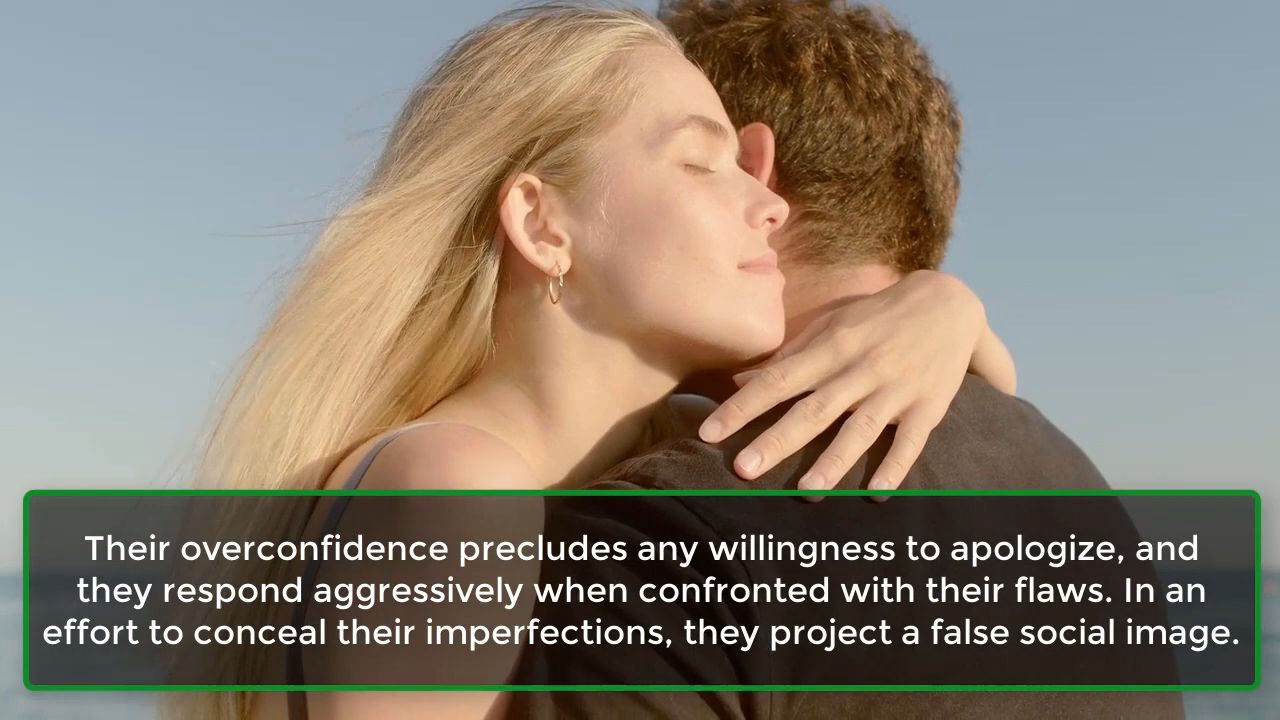 Their overconfidence precludes any willingness to apologize, and
they respond aggressively when confronted with their flaws. In an
effort to conceal their imperfections, they project a false social image.